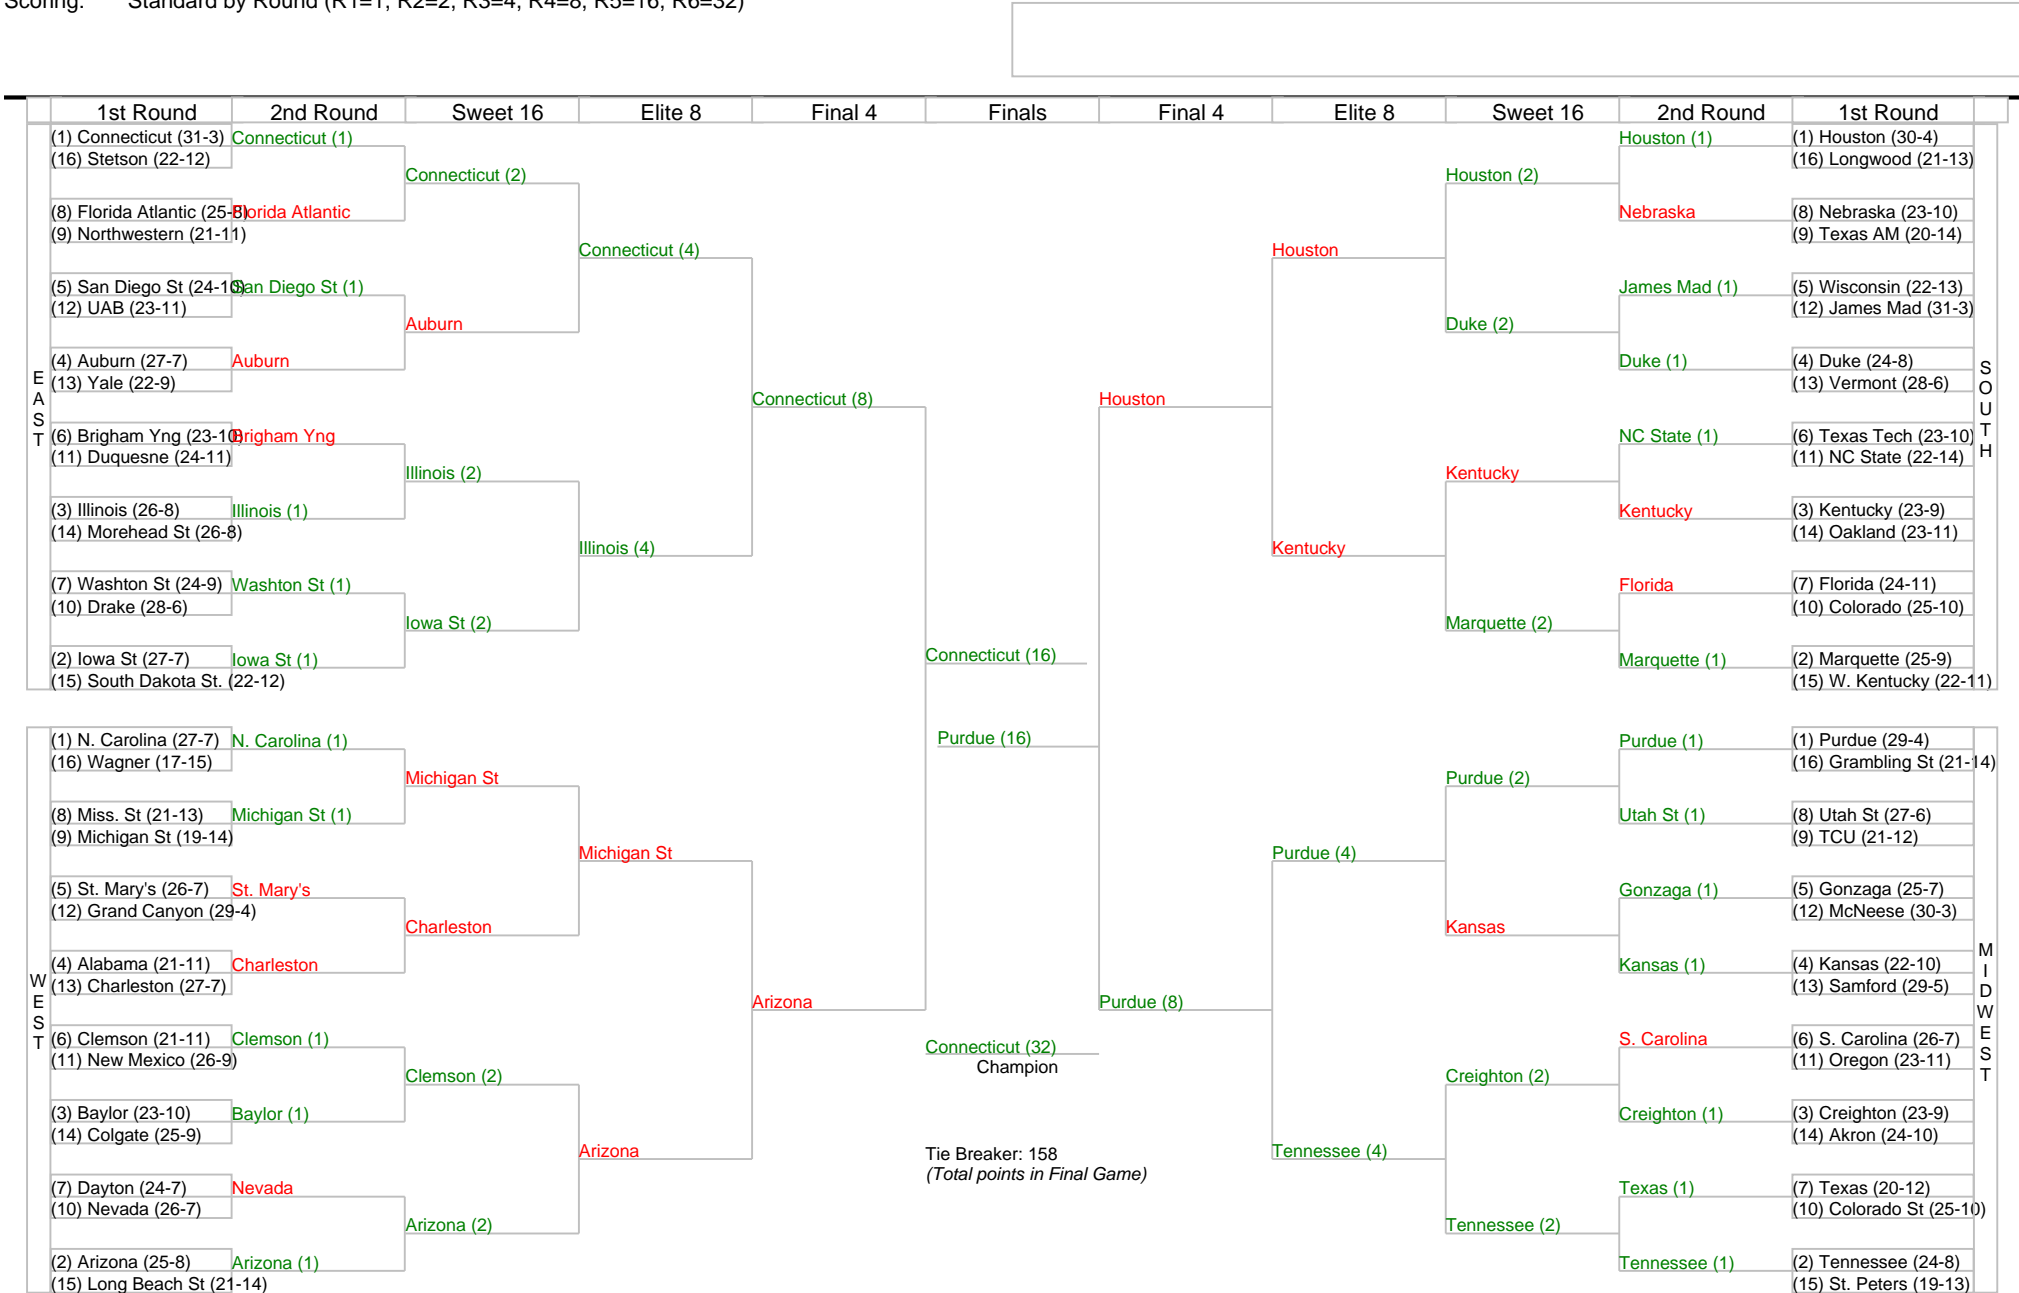 Scoring: Standard by Round (R1=1, R2=2, R3=4, R4=8, R5=16, R6=32)
1st Round 2nd Round Sweet 16 Elite 8 Final 4 Finals Final 4 Elite 8 Sweet 16 2nd Round 1st Round
EAST
(1) Connecticut (31-3)
(16) Stetson (22-12)
(8) Florida Atlantic (25-8)
(9) Northwestern (21-11)
(5) San Diego St (24-10)
(12) UAB (23-11)
(4) Auburn (27-7)
(13) Yale (22-9)
(6) Brigham Yng (23-10)
(11) Duquesne (24-11)
(3) Illinois (26-8)
(14) Morehead St (26-8)
(7) Washton St (24-9)
(10) Drake (28-6)
(2) Iowa St (27-7)
(15) South Dakota St. (22-12)
Connecticut (1)
Florida Atlantic
San Diego St (1)
Auburn
Brigham Yng
Illinois (1)
Washton St (1)
Iowa St (1)
Connecticut (2)
Auburn
Illinois (2)
Iowa St (2)
Connecticut (4)
Illinois (4)
Connecticut (8)
WEST
(1) N. Carolina (27-7)
(16) Wagner (17-15)
(8) Miss. St (21-13)
(9) Michigan St (19-14)
(5) St. Mary's (26-7)
(12) Grand Canyon (29-4)
(4) Alabama (21-11)
(13) Charleston (27-7)
(6) Clemson (21-11)
(11) New Mexico (26-9)
(3) Baylor (23-10)
(14) Colgate (25-9)
(7) Dayton (24-7)
(10) Nevada (26-7)
(2) Arizona (25-8)
(15) Long Beach St (21-14)
N. Carolina (1)
Michigan St (1)
St. Mary's
Charleston
Clemson (1)
Baylor (1)
Nevada
Arizona (1)
Michigan St
Charleston
Clemson (2)
Arizona (2)
Michigan St
Arizona
Arizona
Connecticut (16)
Purdue (16)
Connecticut (32)
Champion
Tie Breaker: 158
(Total points in Final Game)
Houston
Houston
Kentucky
Houston (2)
Duke (2)
Kentucky
Marquette (2)
Houston (1)
Nebraska
James Mad (1)
Duke (1)
NC State (1)
Kentucky
Florida
Marquette (1)
(1) Houston (30-4)
(16) Longwood (21-13)
(8) Nebraska (23-10)
(9) Texas AM (20-14)
(5) Wisconsin (22-13)
(12) James Mad (31-3)
(4) Duke (24-8)
(13) Vermont (28-6)
(6) Texas Tech (23-10)
(11) NC State (22-14)
(3) Kentucky (23-9)
(14) Oakland (23-11)
(7) Florida (24-11)
(10) Colorado (25-10)
(2) Marquette (25-9)
(15) W. Kentucky (22-11)
SOUTH
Purdue (8)
Purdue (4)
Tennessee (4)
Purdue (2)
Kansas
Creighton (2)
Tennessee (2)
Purdue (1)
Utah St (1)
Gonzaga (1)
Kansas (1)
S. Carolina
Creighton (1)
Texas (1)
Tennessee (1)
(1) Purdue (29-4)
(16) Grambling St (21-14)
(8) Utah St (27-6)
(9) TCU (21-12)
(5) Gonzaga (25-7)
(12) McNeese (30-3)
(4) Kansas (22-10)
(13) Samford (29-5)
(6) S. Carolina (26-7)
(11) Oregon (23-11)
(3) Creighton (23-9)
(14) Akron (24-10)
(7) Texas (20-12)
(10) Colorado St (25-10)
(2) Tennessee (24-8)
(15) St. Peters (19-13)
MIDWEST